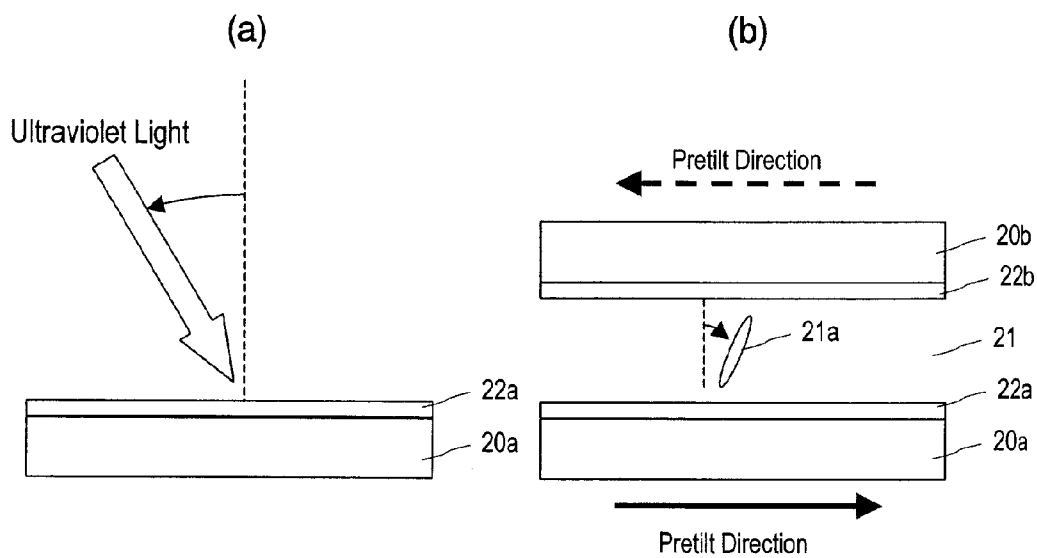 (a)
Ultraviolet Light
22a
20a
(b)
Pretilt Direction
20b
22b
21a
21
22a
20a
Pretilt Direction